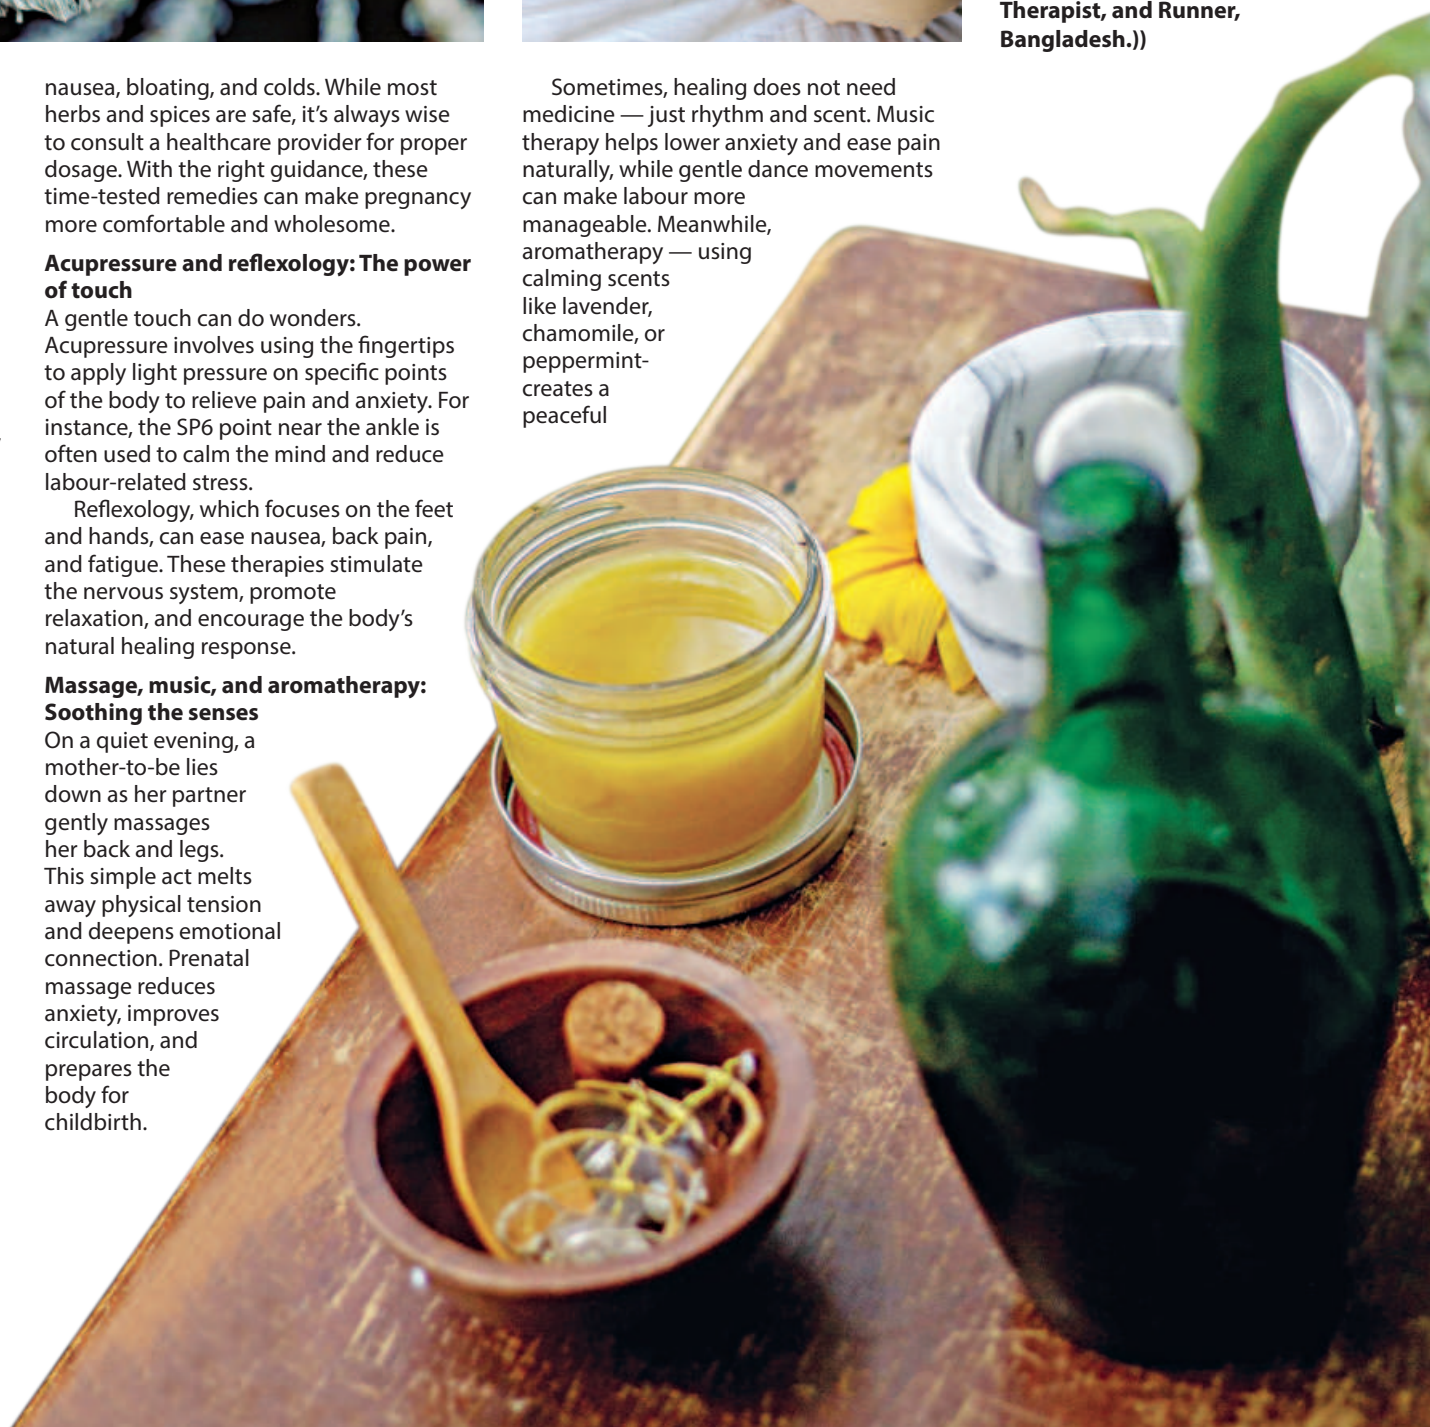 nausea, bloating, and colds. While most
herbs and spices are safe, it's always wise
to consult a healthcare provider for proper
dosage. With the right guidance, these
time-tested remedies can make pregnancy
more comfortable and wholesome.
Acupressure and reflexology: The power
of touch
A gentle touch can do wonders.
Acupressure involves using the fingertips
to apply light pressure on specific points
of the body to relieve pain and anxiety. For
instance, the SP6 point near the ankle is
often used to calm the mind and reduce
labour-related stress.
Reflexology, which focuses on the feet
and hands, can ease nausea, back pain,
and fatigue. These therapies stimulate
the nervous system, promote
relaxation, and encourage the body's
natural healing response.
Massage, music, and aromatherapy:
Soothing the senses
On a quiet evening, a
mother-to-be lies
down as her partner
gently massages
her back and legs.
This simple act melts
away physical tension
and deepens emotional
connection. Prenatal
massage reduces
anxiety, improves
circulation, and
prepares the
body for
childbirth.
Sometimes, healing does not need
medicine — just rhythm and scent. Music
therapy helps lower anxiety and ease pain
naturally, while gentle dance movements
can make labour more
manageable. Meanwhile,
aromatherapy — using
calming scents
like lavender,
chamomile, or
peppermint-
creates a
peaceful
Therapist, and Runner,
Bangladesh.))